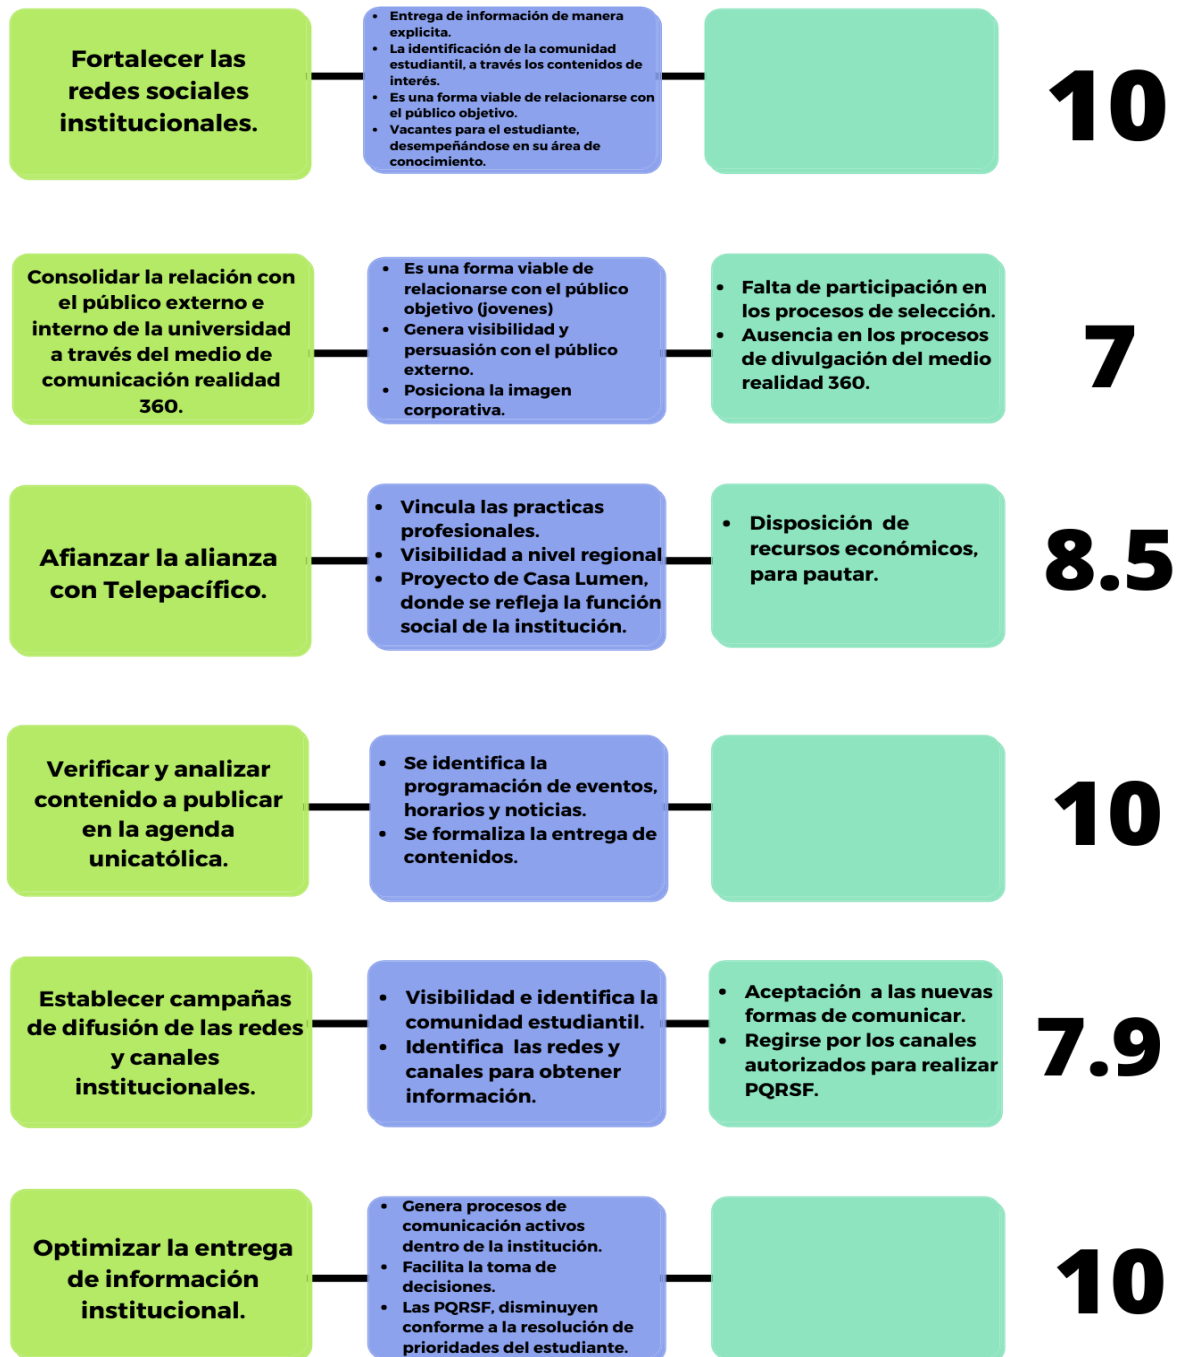 Fortalecer las
redes sociales
institucionales.
• Entrega de información de manera
explicita.
• La identificación de la comunidad
estudiantil, a través los contenidos de
interés.
• Es una forma viable de relacionarse con
el público objetivo.
• Vacantes para el estudiante,
desempeñándose en su área de
conocimiento.
10
Consolidar la relación con
el público externo e
interno de la universidad
a través del medio de
comunicación realidad
360.
• Es una forma viable de
relacionarse con el público
objetivo (jovenes)
• Genera visibilidad y
persuasión con el público
externo.
• Posiciona la imagen
corporativa.
• Falta de participación en
los procesos de selección.
• Ausencia en los procesos
de divulgación del medio
realidad 360.
7
Afianzar la alianza
con Telepacífico.
• Vincula las practicas
profesionales.
• Visibilidad a nivel regional
• Proyecto de Casa Lumen,
donde se refleja la función
social de la institución.
• Disposición de
recursos económicos,
para pautar.
8.5
Verificar y analizar
contenido a publicar
en la agenda
unicatólica.
• Se identifica la
programación de eventos,
horarios y noticias.
• Se formaliza la entrega de
contenidos.
10
Establecer campañas
de difusión de las redes
y canales
institucionales.
• Visibilidad e identifica la
comunidad estudiantil.
• Identifica las redes y
canales para obtener
información.
• Aceptación a las nuevas
formas de comunicar.
• Regirse por los canales
autorizados para realizar
PQRSF.
7.9
Optimizar la entrega
de información
institucional.
• Genera procesos de
comunicación activos
dentro de la institución.
• Facilita la toma de
decisiones.
• Las PQRSF, disminuyen
conforme a la resolución de
prioridades del estudiante.
10